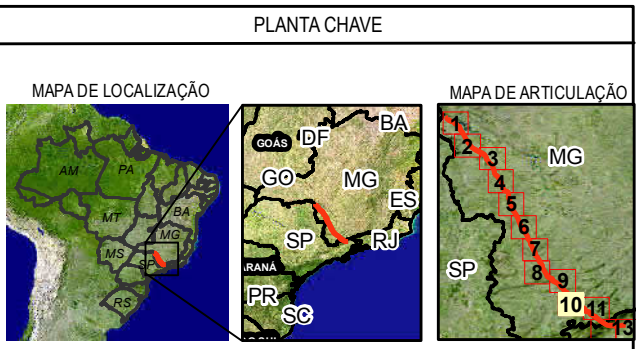 PLANTA CHAVE
MAPA DE LOCALIZAÇÃO
AM
PA
MT
BA
MG
MS
SP
RS
GOÁS
DF
BA
GO
MG
ES
SP
RJ
ARANÁ
PR
SC
MAPA DE ARTICULAÇÃO
1
2
3
MG
4
5
6
7
SP
8
9
10
11
13